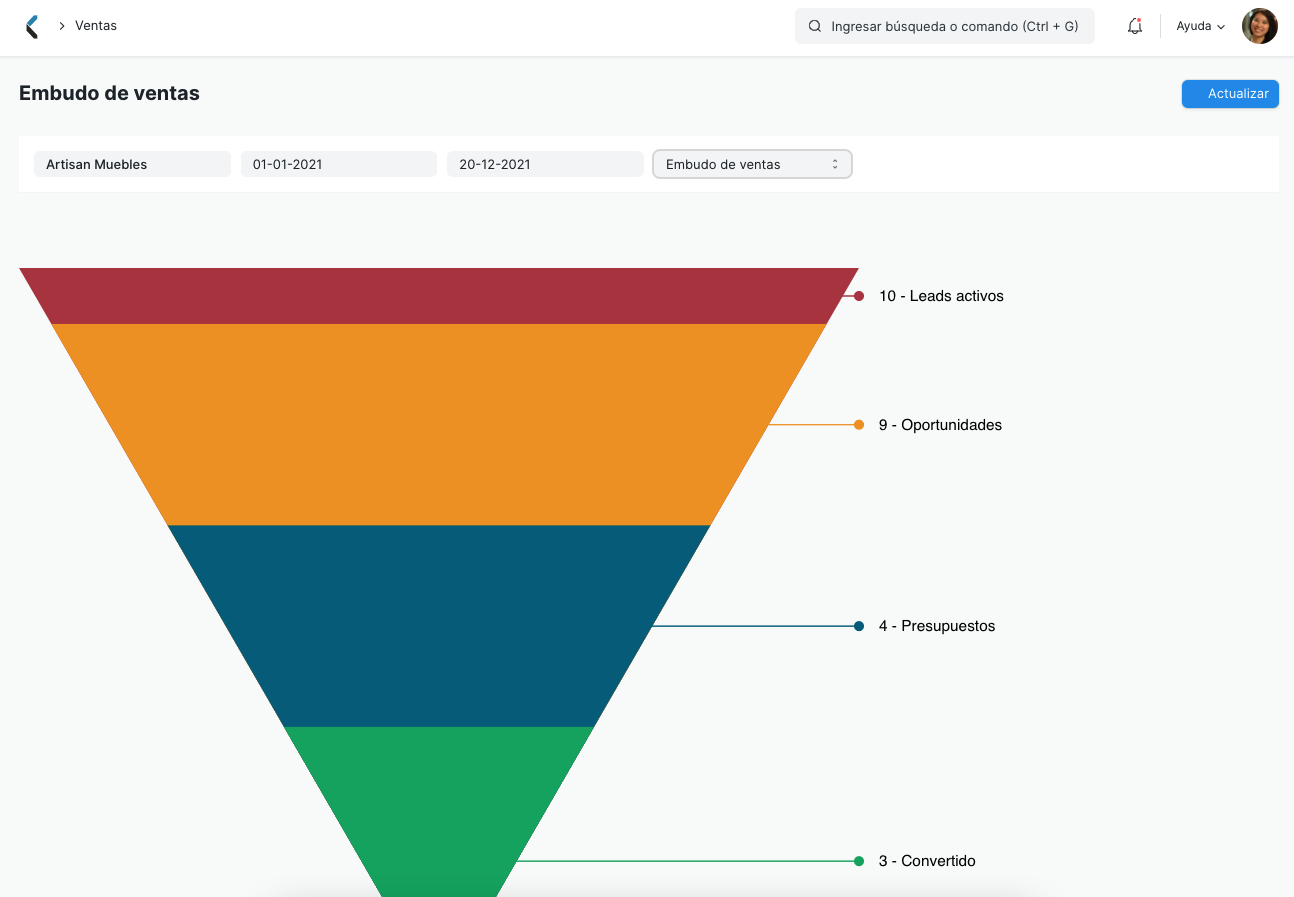 Ventas
Ingresar búsqueda o comando (Ctrl + G)
Ayuda
Embudo de ventas
Actualizar
Artisan Muebles
01-01-2021
20-12-2021
Embudo de ventas
10 - Leads activos
9 - Oportunidades
4 - Presupuestos
3 - Convertido